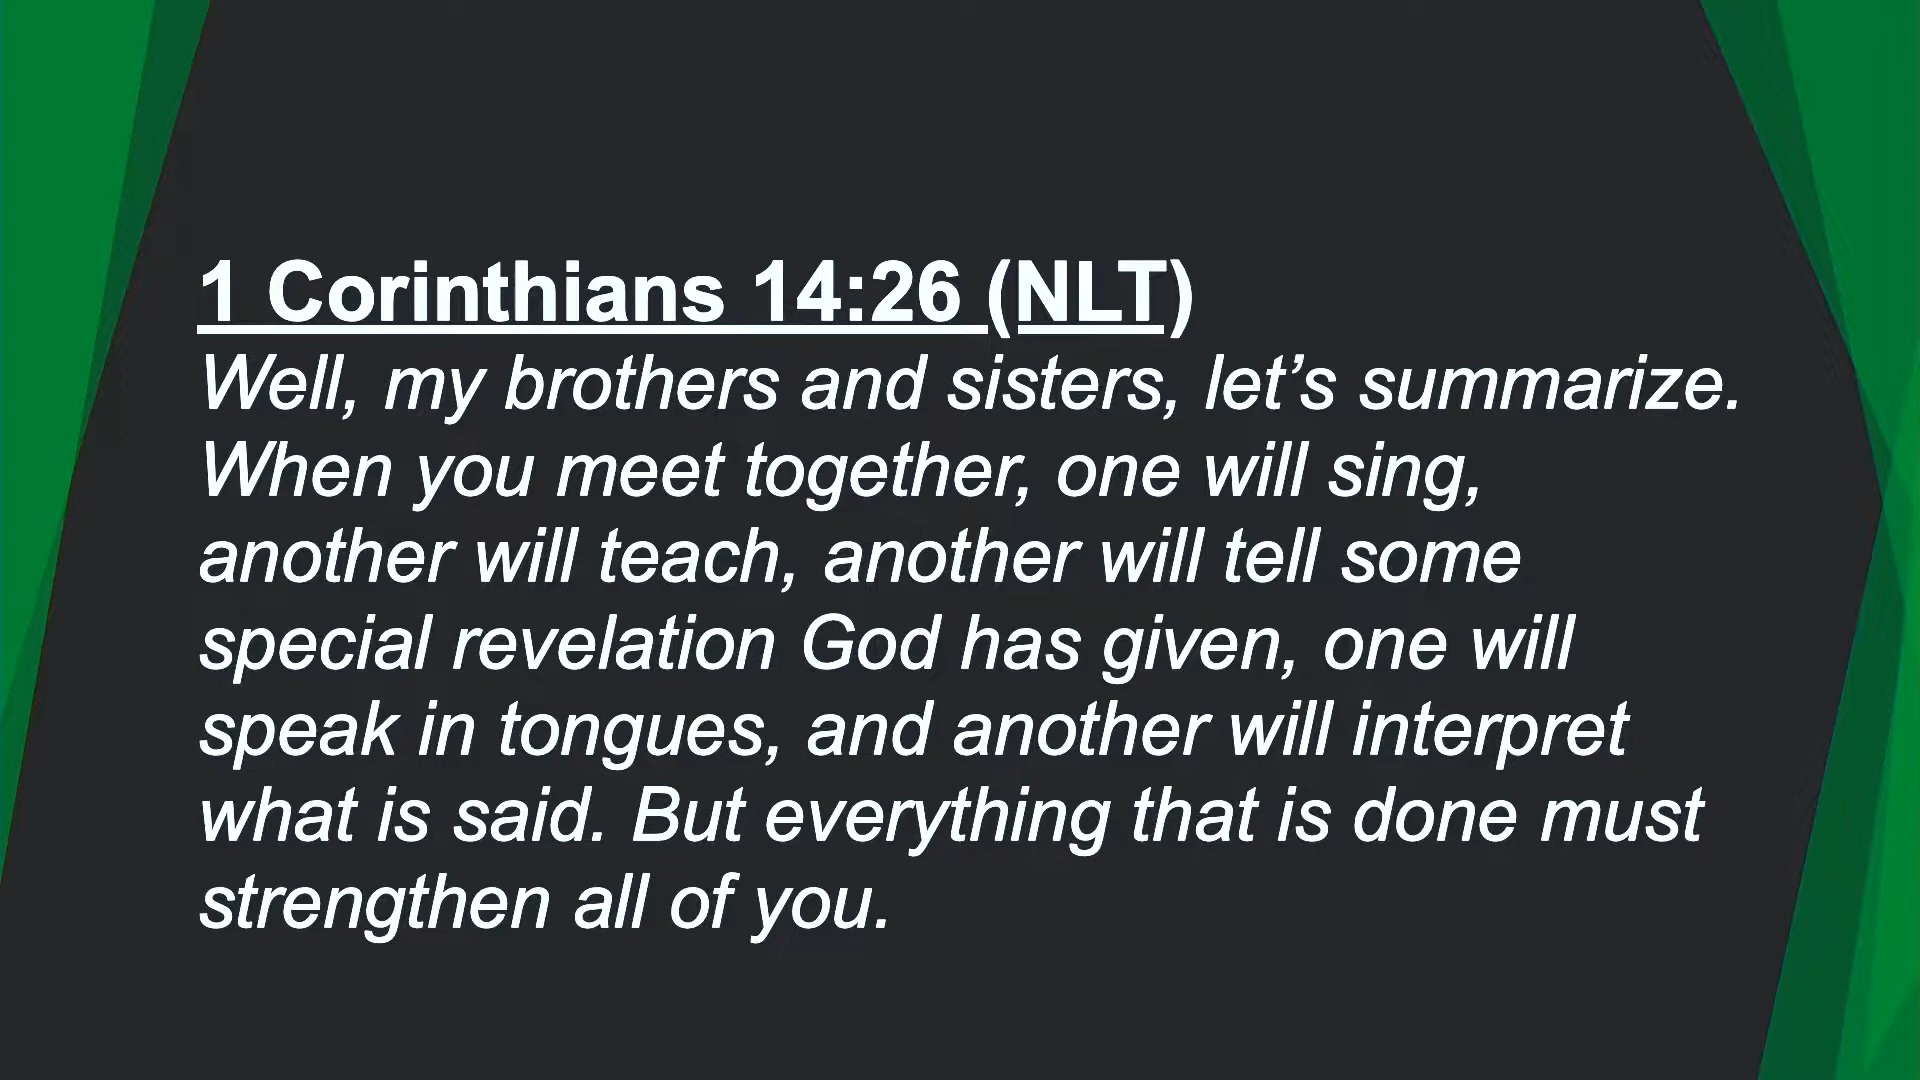 1 Corinthians 14:26 (NLT)
Well, my brothers and sisters, let’s summarize.
When you meet together, one will sing,
another will teach, another will tell some
special revelation God has given, one will
speak in tongues, and another will interpret
what is said. But everything that is done must
strengthen all of you.